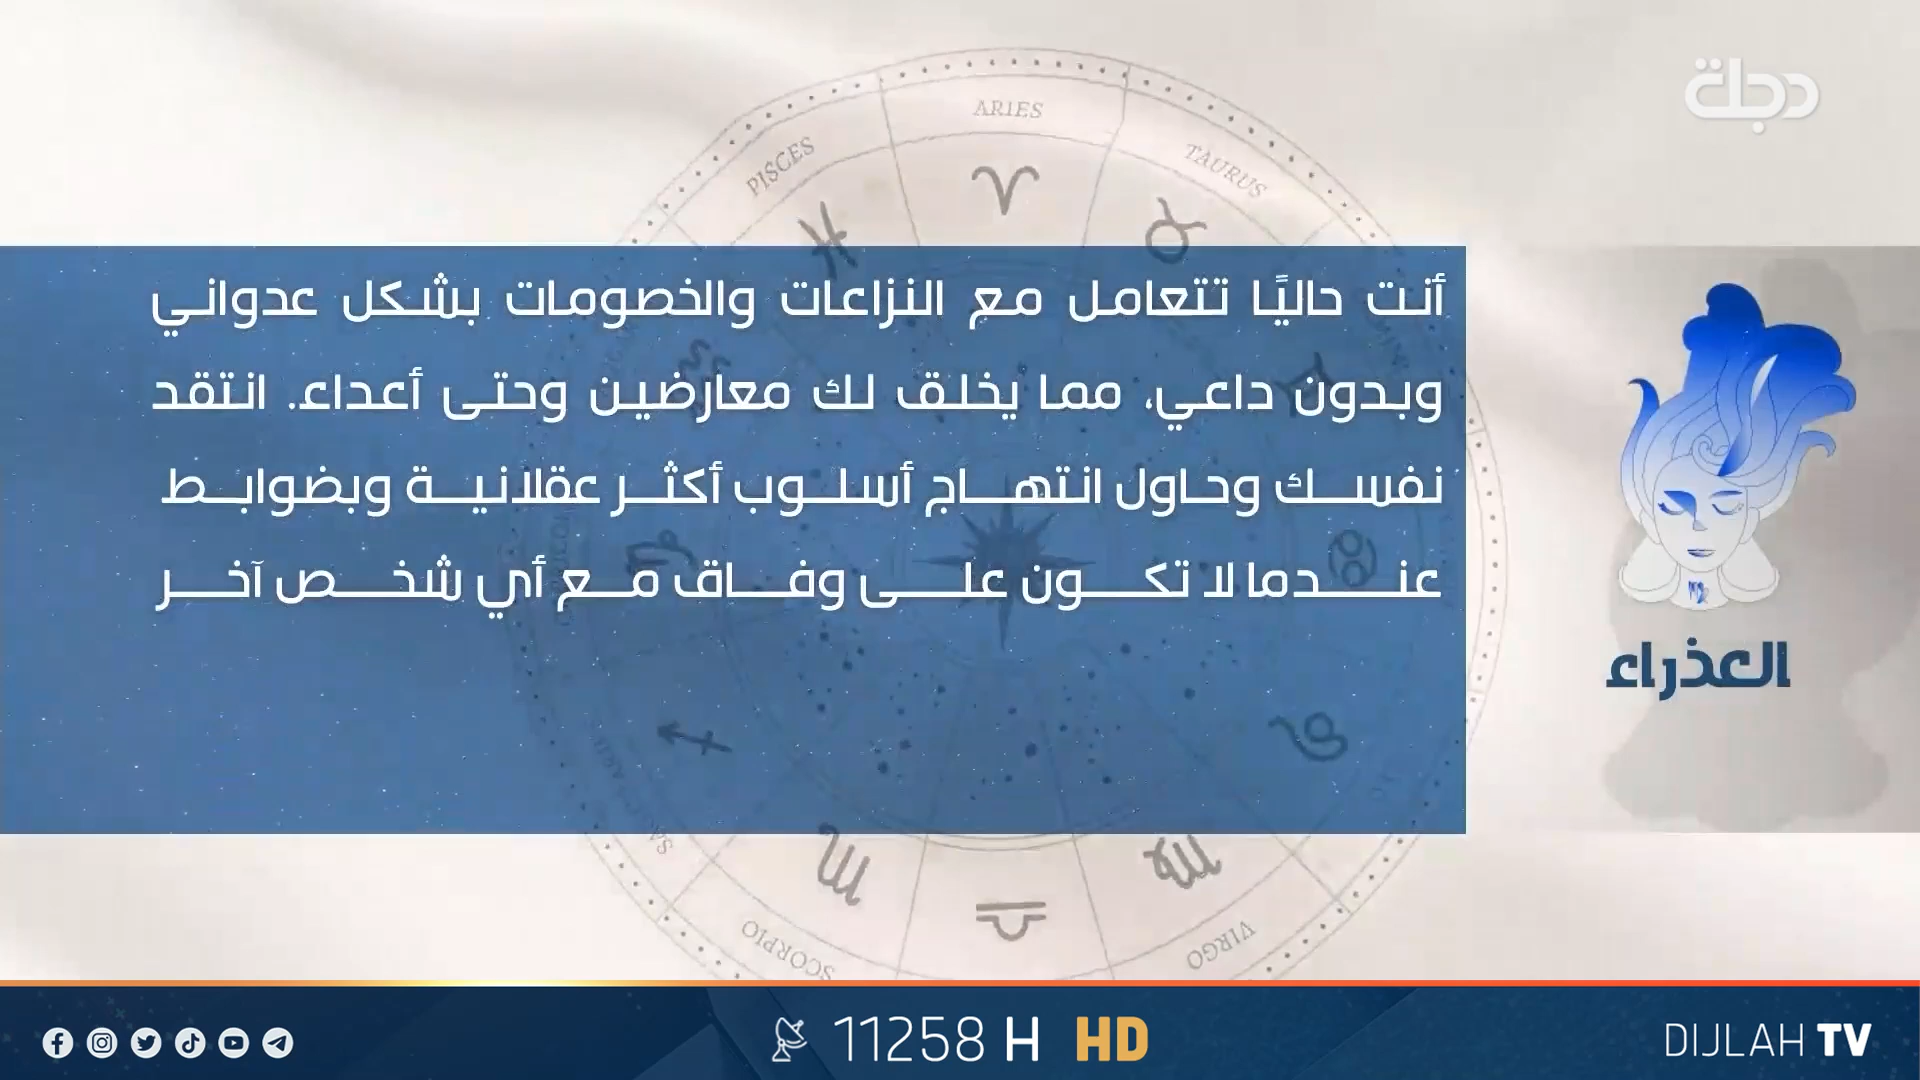 دجلة
ARIES
PISCES
TAURUS
أنت حاليًا تتعامل مع النزاعات والخصومات بشكل عدواني
وبدون داعي، مما يخلق لك معارضين وحتى أعداء. انتقد
نفسك وحاول انتهاج أسلوب أكثر عقلانية وبضوابط
عندما لا تكون على وفاق مع أي شخص آخر
العذراء
SCORPIO
VIRGO
11258 H HD
DIJLAH TV